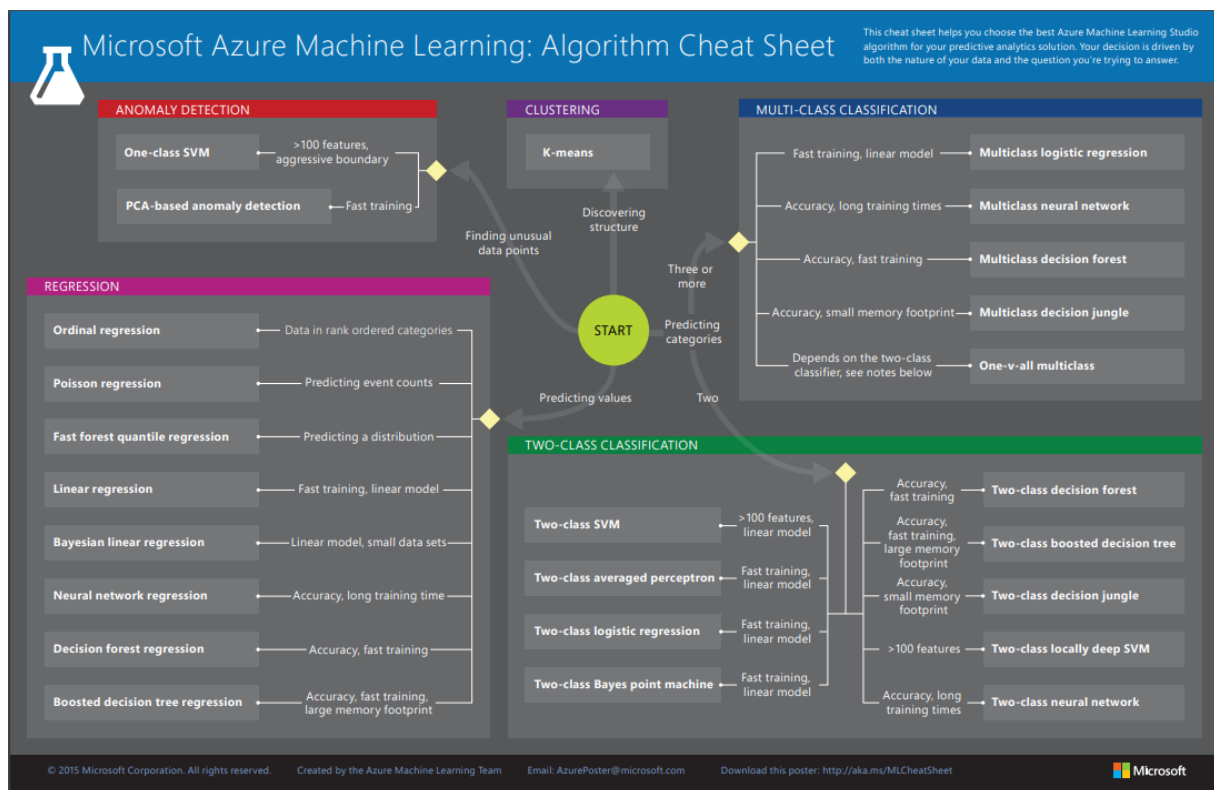 Microsoft Azure Machine Learning: Algorithm Cheat Sheet
This cheat sheet helps you choose the best Azure Machine Learning Studio
algorithm for your predictive analytics solution. Your decision is driven by
both the nature of your data and the question you're trying to answer.
ANOMALY DETECTION
One-class SVM
>100 features,
aggressive boundary
PCA-based anomaly detection
Fast training
CLUSTERING
K-means
MULTI-CLASS CLASSIFICATION
Fast training, linear model
Multiclass logistic regression
Accuracy, long training times
Multiclass neural network
Accuracy, fast training
Multiclass decision forest
Accuracy, small memory footprint
Multiclass decision jungle
Depends on the two-class
classifier, see notes below
One-v-all multiclass
Finding unusual
data points
Discovering
structure
Three or
more
START
Predicting
categories
Predicting values
Two
REGRESSION
Ordinal regression
Data in rank ordered categories
Poisson regression
Predicting event counts
Fast forest quantile regression
Predicting a distribution
Linear regression
Fast training, linear model
Bayesian linear regression
Linear model, small data sets
Neural network regression
Accuracy, long training time
Decision forest regression
Accuracy, fast training
Boosted decision tree regression
Accuracy, fast training,
large memory footprint
TWO-CLASS CLASSIFICATION
Two-class SVM
>100 features,
linear model
Two-class averaged perceptron
Fast training,
linear model
Two-class logistic regression
Fast training,
linear model
Two-class Bayes point machine
Fast training,
linear model
Accuracy,
fast training
Two-class decision forest
Accuracy,
fast training,
large memory
footprint
Two-class boosted decision tree
Accuracy,
small memory
footprint
Two-class decision jungle
>100 features
Two-class locally deep SVM
Accuracy, long
training times
Two-class neural network
© 2015 Microsoft Corporation. All rights reserved.
Created by the Azure Machine Learning Team
Email: AzurePoster@microsoft.com
Download this poster: http://aka.ms/MLCheatSheet
Microsoft